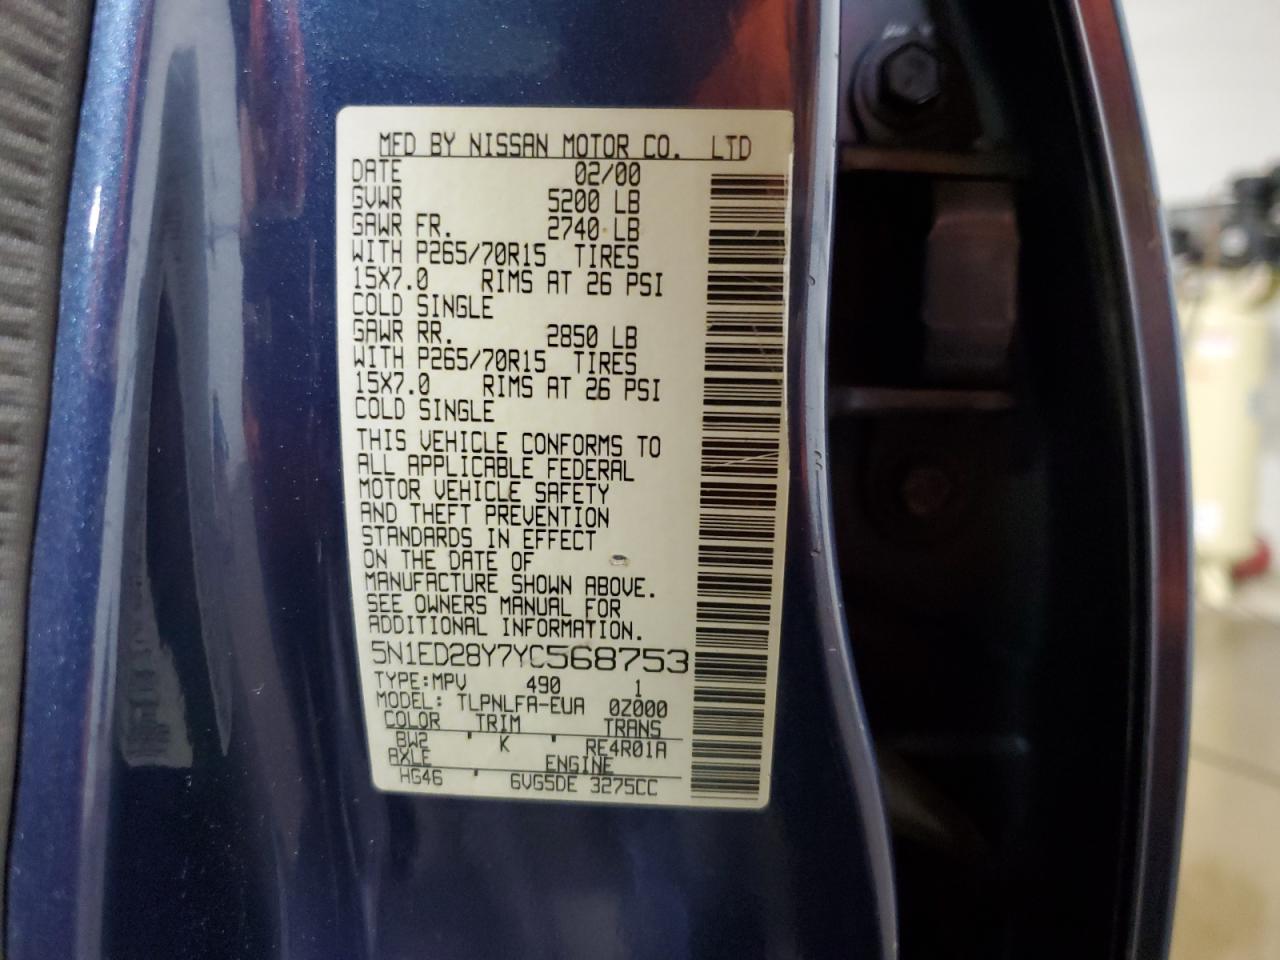 MFD BY NISSAN MOTOR CO. LTD
DATE 02/00
GVWR 5200 LB
GAWR FR. 2740 LB
WITH P265/70R15 TIRES
15X7.0 RIMS AT 26 PSI
COLD SINGLE
GAWR RR. 2850 LB
WITH P265/70R15 TIRES
15X7.0 RIMS AT 26 PSI
COLD SINGLE
THIS VEHICLE CONFORMS TO
ALL APPLICABLE FEDERAL
MOTOR VEHICLE SAFETY
AND THEFT PREVENTION
STANDARDS IN EFFECT
ON THE DATE OF
MANUFACTURE SHOWN ABOVE.
SEE OWNERS MANUAL FOR
ADDITIONAL INFORMATION.
5N1ED28Y7YC568753
TYPE:MPV 490 1
MODEL: TLPNLFA-EUA 0Z000
COLOR TRIM TRANS
BW2 ' K ' RE4R01A
AXLE ENGINE
HG46 ' 6VG5DE 3275CC